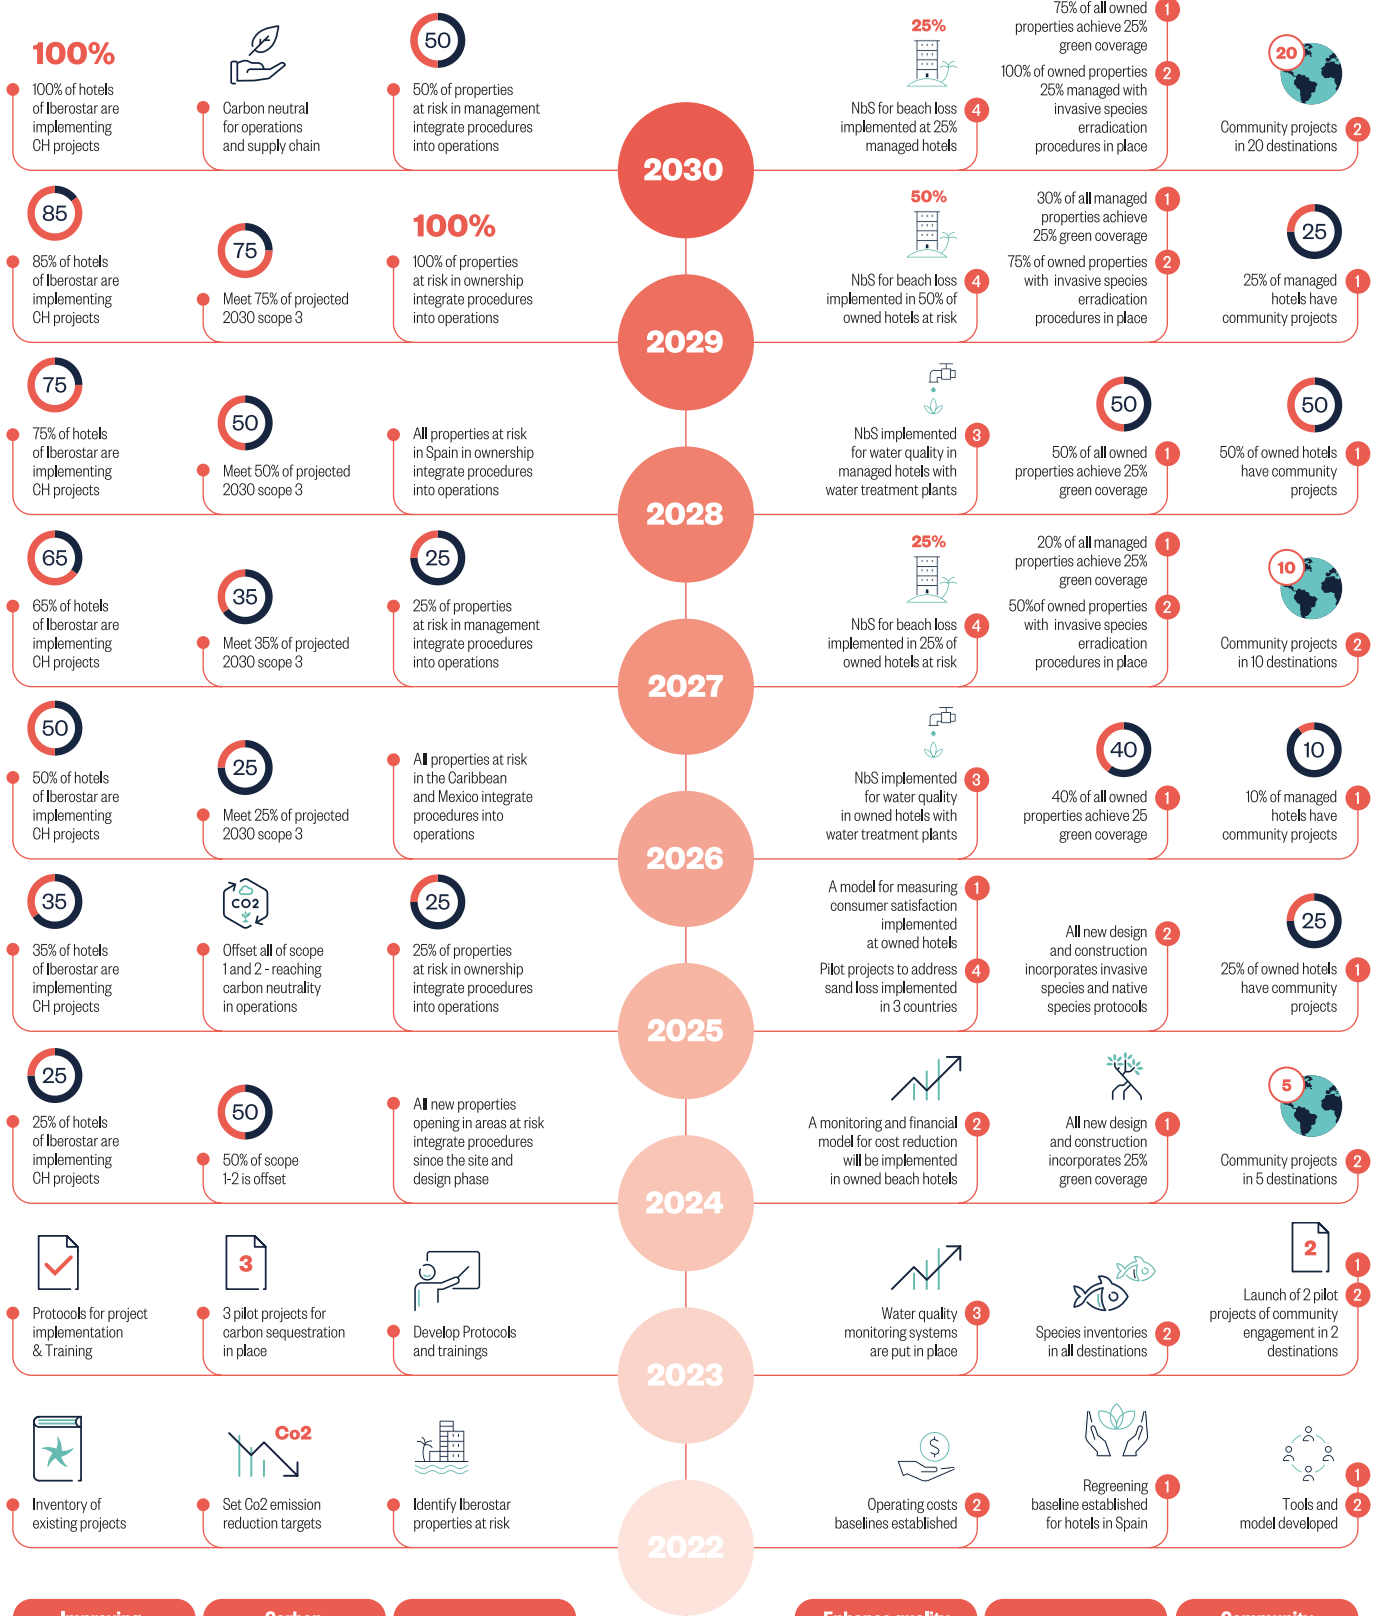 100%
100% of hotels
of Iberostar are
implementing
CH projects
Carbon neutral
for operations
and supply chain
50
50% of properties
at risk in management
integrate procedures
into operations
2030
25%
NbS for beach loss
implemented at 25%
managed hotels
4
75% of all owned
properties achieve 25%
green coverage
1
100% of owned properties
25% managed with
invasive species
erradication
procedures in place
2
20
Community projects
in 20 destinations
2
85
85% of hotels
of Iberostar are
implementing
CH projects
75
Meet 75% of projected
2030 scope 3
100%
100% of properties
at risk in ownership
integrate procedures
into operations
2029
50%
NbS for beach loss
implemented in 50% of
owned hotels at risk
4
30% of all managed
properties achieve
25% green coverage
1
75% of owned properties
with invasive species
erradication
procedures in place
2
25
25% of managed
hotels have
community projects
1
75
75% of hotels
of Iberostar are
implementing
CH projects
50
Meet 50% of projected
2030 scope 3
All properties at risk
in Spain in ownership
integrate procedures
into operations
2028
NbS implemented
for water quality in
managed hotels with
water treatment plants
3
50
50% of all owned
properties achieve 25%
green coverage
1
50
50% of owned hotels
have community
projects
1
65
65% of hotels
of Iberostar are
implementing
CH projects
35
Meet 35% of projected
2030 scope 3
25
25% of properties
at risk in management
integrate procedures
into operations
2027
25%
NbS for beach loss
implemented in 25% of
owned hotels at risk
4
20% of all managed
properties achieve 25%
green coverage
1
50%of owned properties
with invasive species
erradication
procedures in place
2
10
Community projects
in 10 destinations
2
50
50% of hotels
of Iberostar are
implementing
CH projects
25
Meet 25% of projected
2030 scope 3
All properties at risk
in the Caribbean
and Mexico integrate
procedures into
operations
2026
NbS implemented
for water quality
in owned hotels with
water treatment plants
3
40
40% of all owned
properties achieve 25
green coverage
1
10
10% of managed
hotels have
community projects
1
35
35% of hotels
of Iberostar are
implementing
CH projects
CO2
Offset all of scope
1 and 2 - reaching
carbon neutrality
in operations
25
25% of properties
at risk in ownership
integrate procedures
into operations
2025
A model for measuring
consumer satisfaction
implemented
at owned hotels
1
Pilot projects to address
sand loss implemented
in 3 countries
4
All new design
and construction
incorporates invasive
species and native
species protocols
2
25
25% of owned hotels
have community
projects
1
25
25% of hotels
of Iberostar are
implementing
CH projects
50
50% of scope
1-2 is offset
All new properties
opening in areas at risk
integrate procedures
since the site and
design phase
2024
A monitoring and financial
model for cost reduction
will be implemented
in owned beach hotels
2
All new design
and construction
incorporates 25%
green coverage
1
5
Community projects
in 5 destinations
2
Protocols for project
implementation
& Training
3
3 pilot projects for
carbon sequestration
in place
Develop Protocols
and trainings
2023
Water quality
monitoring systems
are put in place
3
Species inventories
in all destinations
2
2
Launch of 2 pilot
projects of community
engagement in 2
destinations
1
2
Inventory of
existing projects
Co2
Set Co2 emission
reduction targets
Identify Iberostar
properties at risk
2022
$
Operating costs
baselines established
2
Regreening
baseline established
for hotels in Spain
1
Tools and
model developed
1
2
Improving
Carbon
Enhance quality
Community